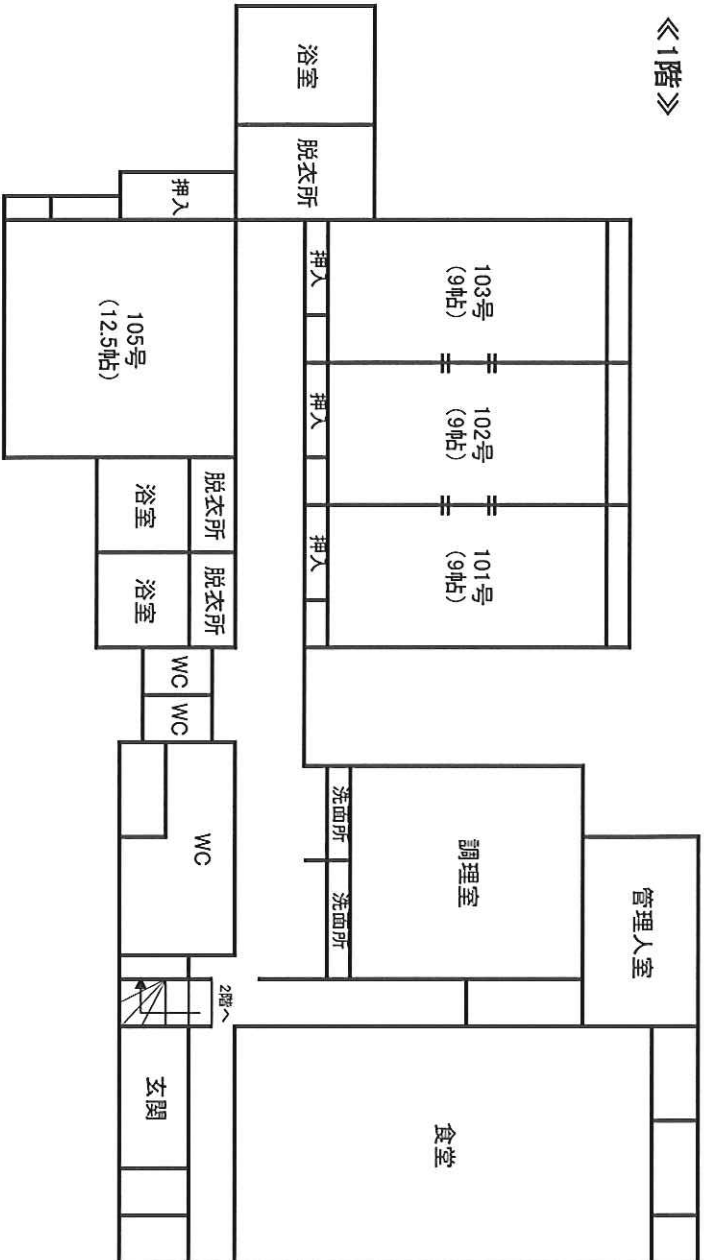 ≪1階≫
浴室
脱衣所
押入
103号
(9帖)
押入
102号
(9帖)
押入
101号
(9帖)
押入
105号
(12.5帖)
脱衣所
浴室
脱衣所
浴室
WC
WC
WC
洗面所
洗面所
調理室
管理人室
2階へ
玄関
食堂